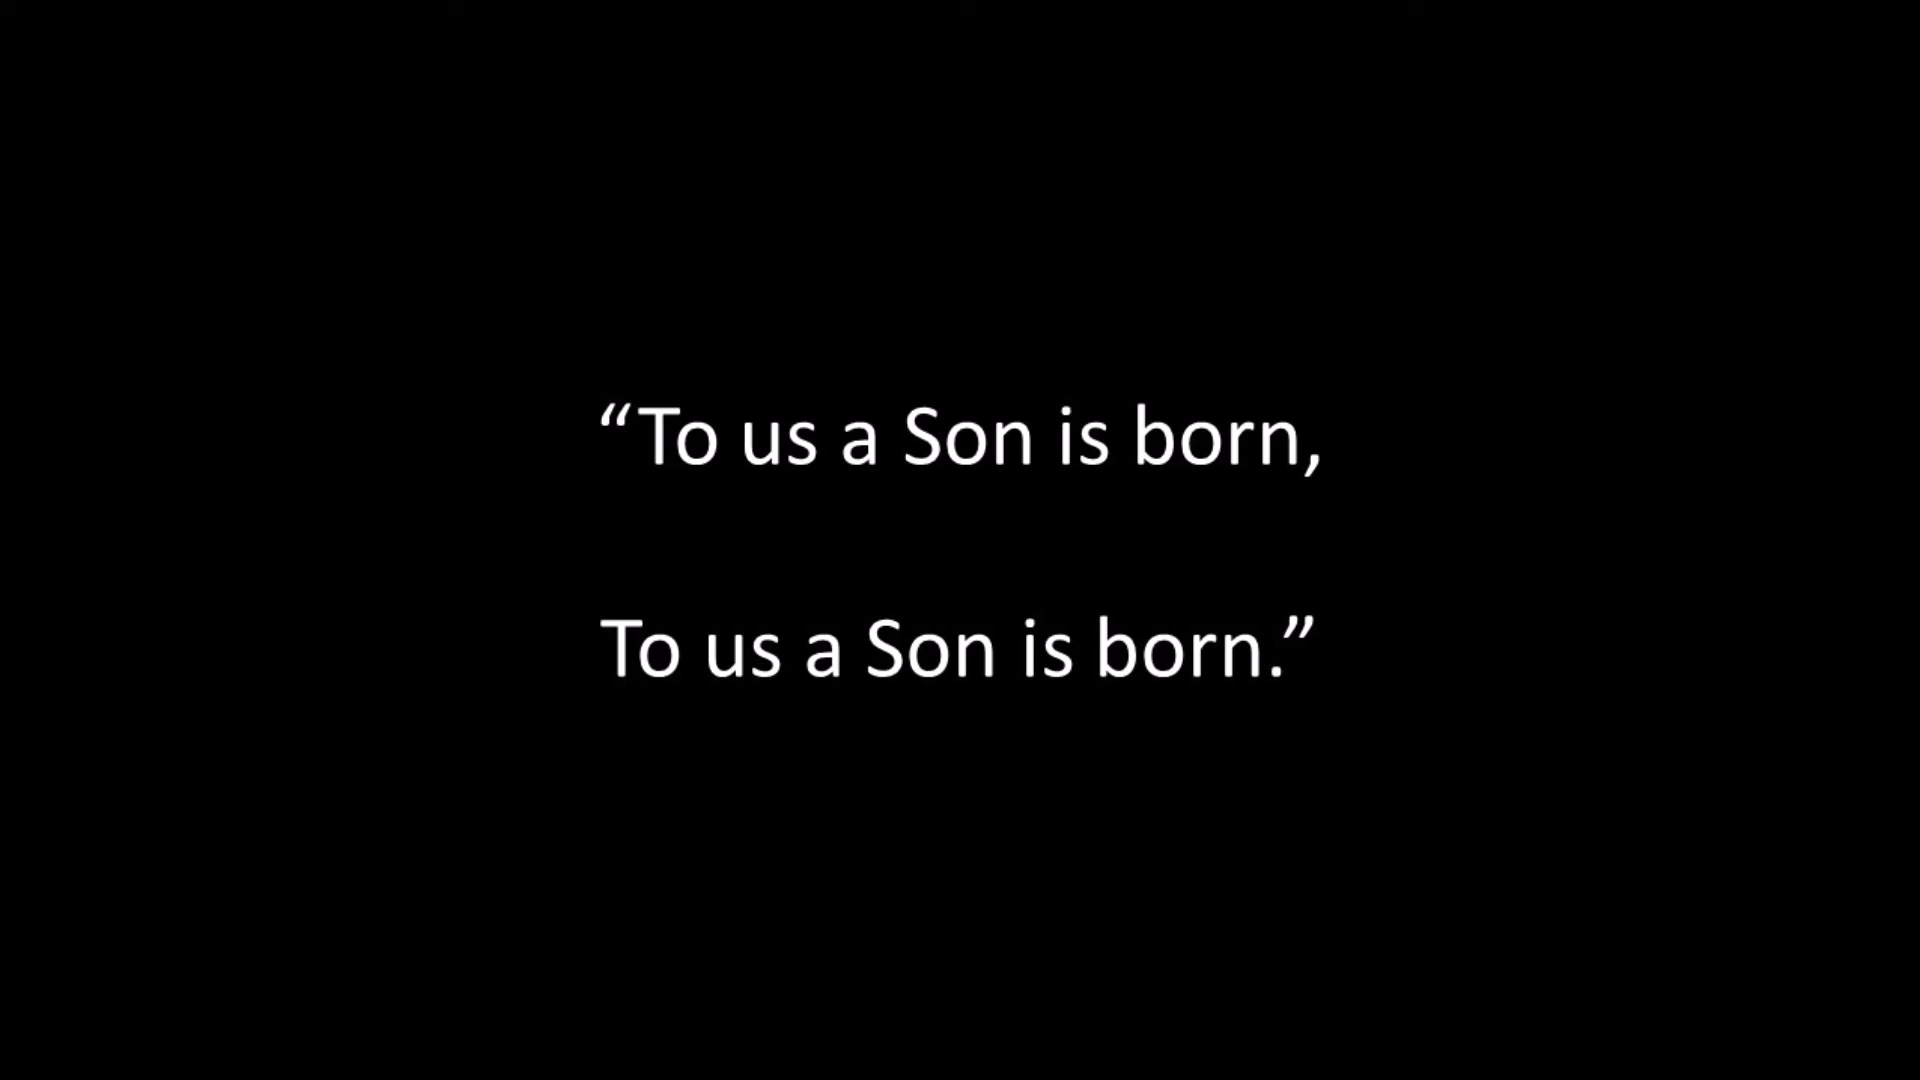 “To us a Son is born,
To us a Son is born.”